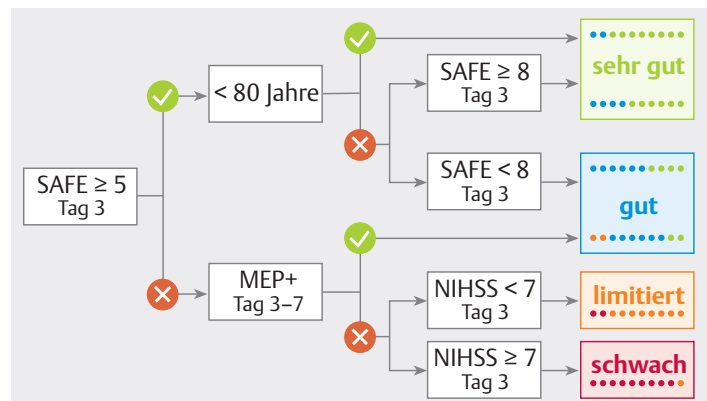 SAFE ≥ 5
Tag 3
< 80 Jahre
SAFE ≥ 8
Tag 3
sehr gut
SAFE < 8
Tag 3
gut
MEP+
Tag 3–7
NIHSS < 7
Tag 3
limitiert
NIHSS ≥ 7
Tag 3
schwach